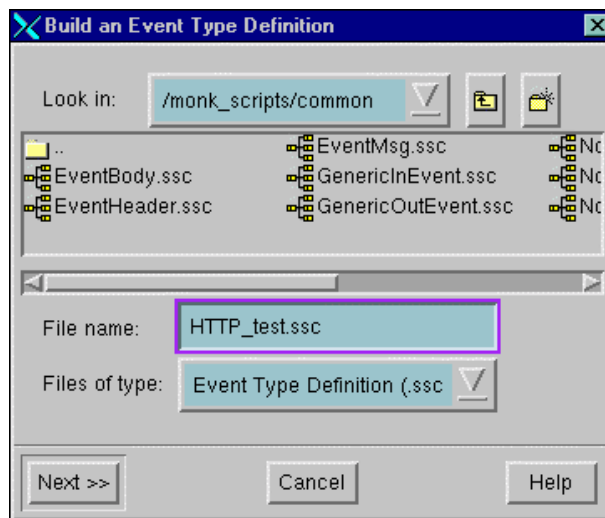 Build an Event Type Definition
Look in: /monk_scripts/common
.. EventMsg.ssc
EventBody.ssc GenericInEvent.ssc
EventHeader.ssc GenericOutEvent.ssc
File name: HTTP_test.ssc
Files of type: Event Type Definition (.ssc
Next >> Cancel Help